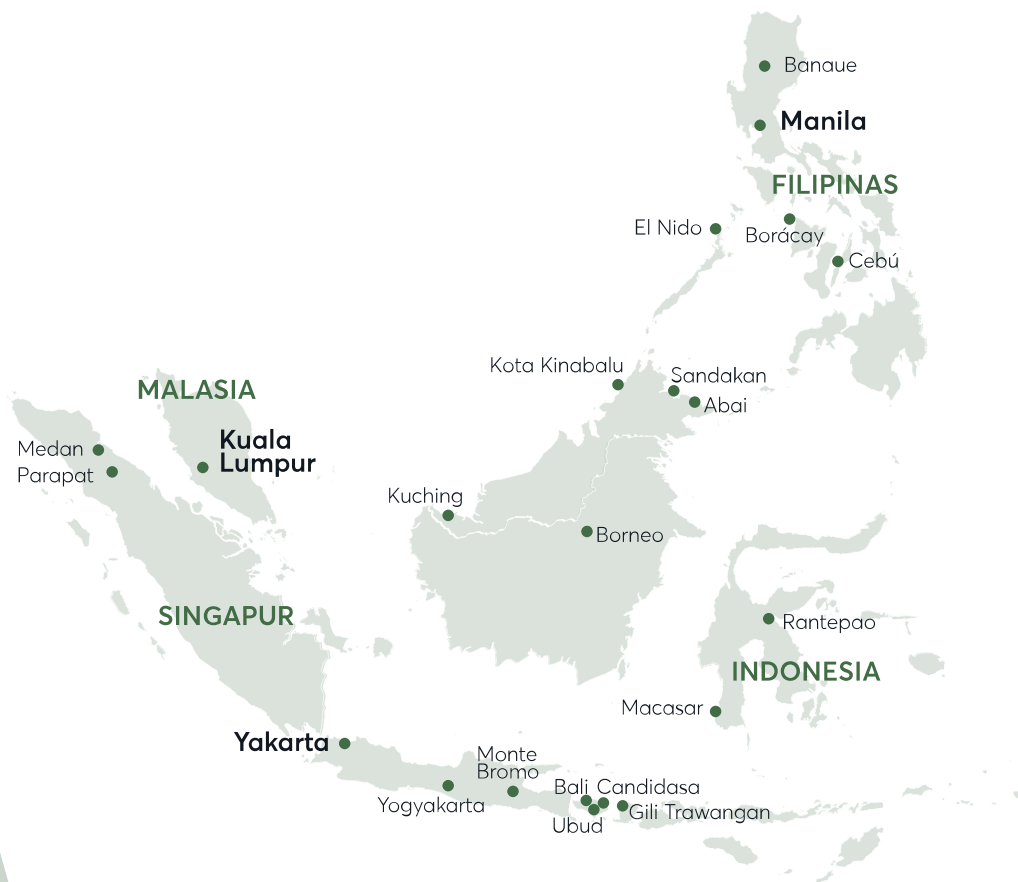 Banaue
Manila
FILIPINAS
El Nido
Borácay
Cebú
Kota Kinabalu
Sandakan
Abai
MALASIA
Kuala
Lumpur
Medan
Parapat
Kuching
Borneo
SINGAPUR
Rantepao
INDONESIA
Macasar
Yakarta
Monte
Bromo
Yogyakarta
Bali
Candidasa
Gili Trawangan
Ubud